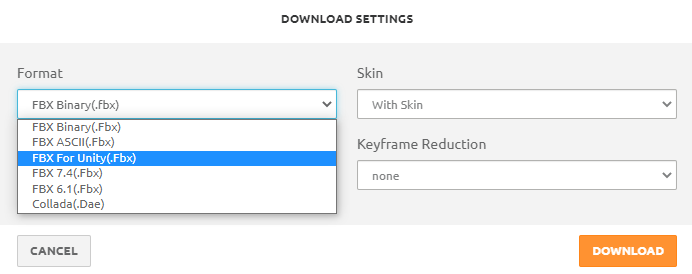 DOWNLOAD SETTINGS
Format
Skin
FBX Binary(.fbx)
With Skin
FBX Binary(.Fbx)
FBX ASCII(.Fbx)
FBX For Unity(.Fbx)
FBX 7.4(.Fbx)
FBX 6.1(.Fbx)
Collada(.Dae)
Keyframe Reduction
none
CANCEL
DOWNLOAD